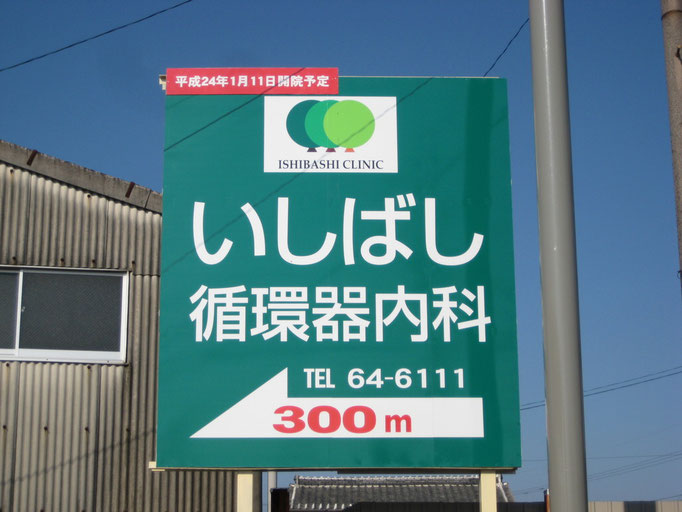 平成24年1月11日開院予定
ISHIBASHI CLINIC
いしばし
循環器内科
TEL 64-6111
300m